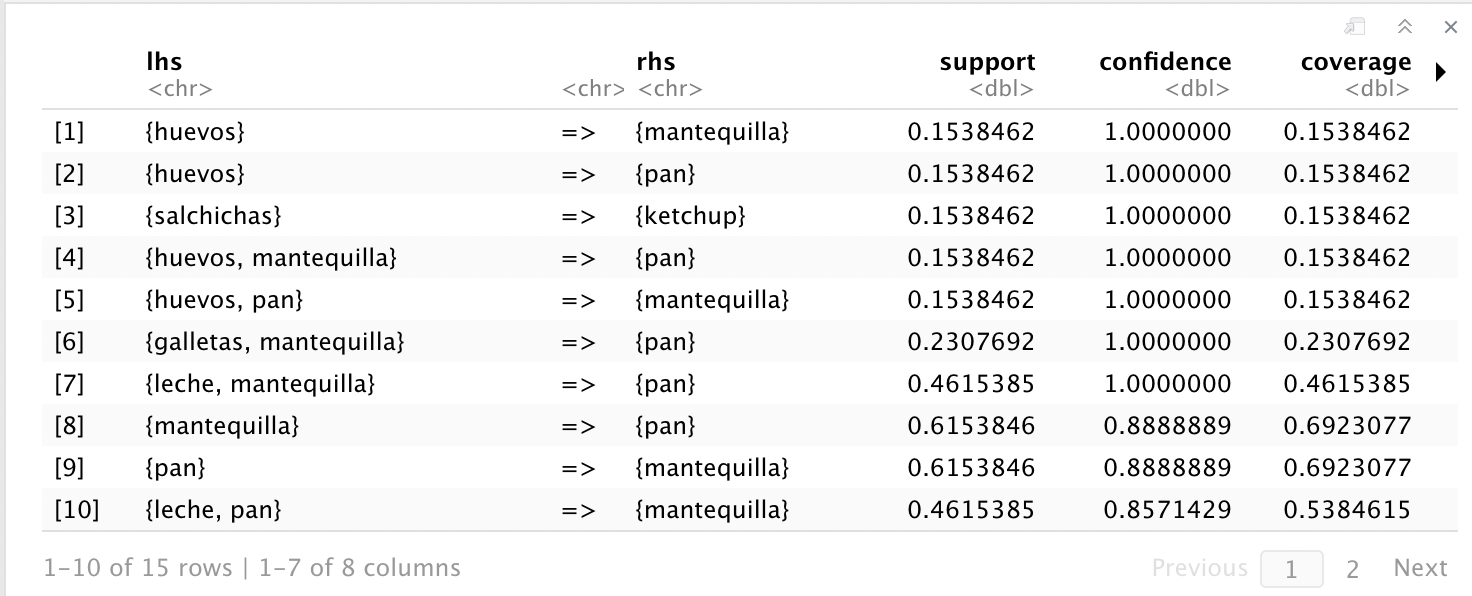 lhs rhs support confidence coverage
<chr> <chr> <chr> <dbl> <dbl> <dbl>
[1] {huevos} => {mantequilla} 0.1538462 1.0000000 0.1538462
[2] {huevos} => {pan} 0.1538462 1.0000000 0.1538462
[3] {salchichas} => {ketchup} 0.1538462 1.0000000 0.1538462
[4] {huevos, mantequilla} => {pan} 0.1538462 1.0000000 0.1538462
[5] {huevos, pan} => {mantequilla} 0.1538462 1.0000000 0.1538462
[6] {galletas, mantequilla} => {pan} 0.2307692 1.0000000 0.2307692
[7] {leche, mantequilla} => {pan} 0.4615385 1.0000000 0.4615385
[8] {mantequilla} => {pan} 0.6153846 0.8888889 0.6923077
[9] {pan} => {mantequilla} 0.6153846 0.8888889 0.6923077
[10] {leche, pan} => {mantequilla} 0.4615385 0.8571429 0.5384615
1-10 of 15 rows | 1-7 of 8 columns Previous 1 2 Next